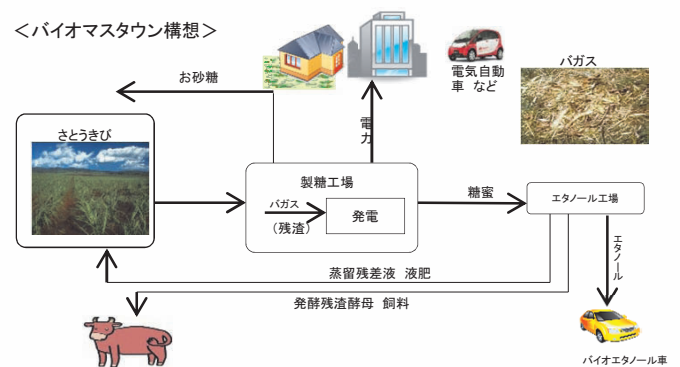 ＜バイオマスタウン構想＞
電気自動
車 など
バガス
お砂糖
電
力
さとうきび
製糖工場
バガス
(残渣)
発電
糖蜜
エタノール工場
エタノール
蒸留残差液 液肥
発酵残渣酵母 飼料
バイオエタノール車